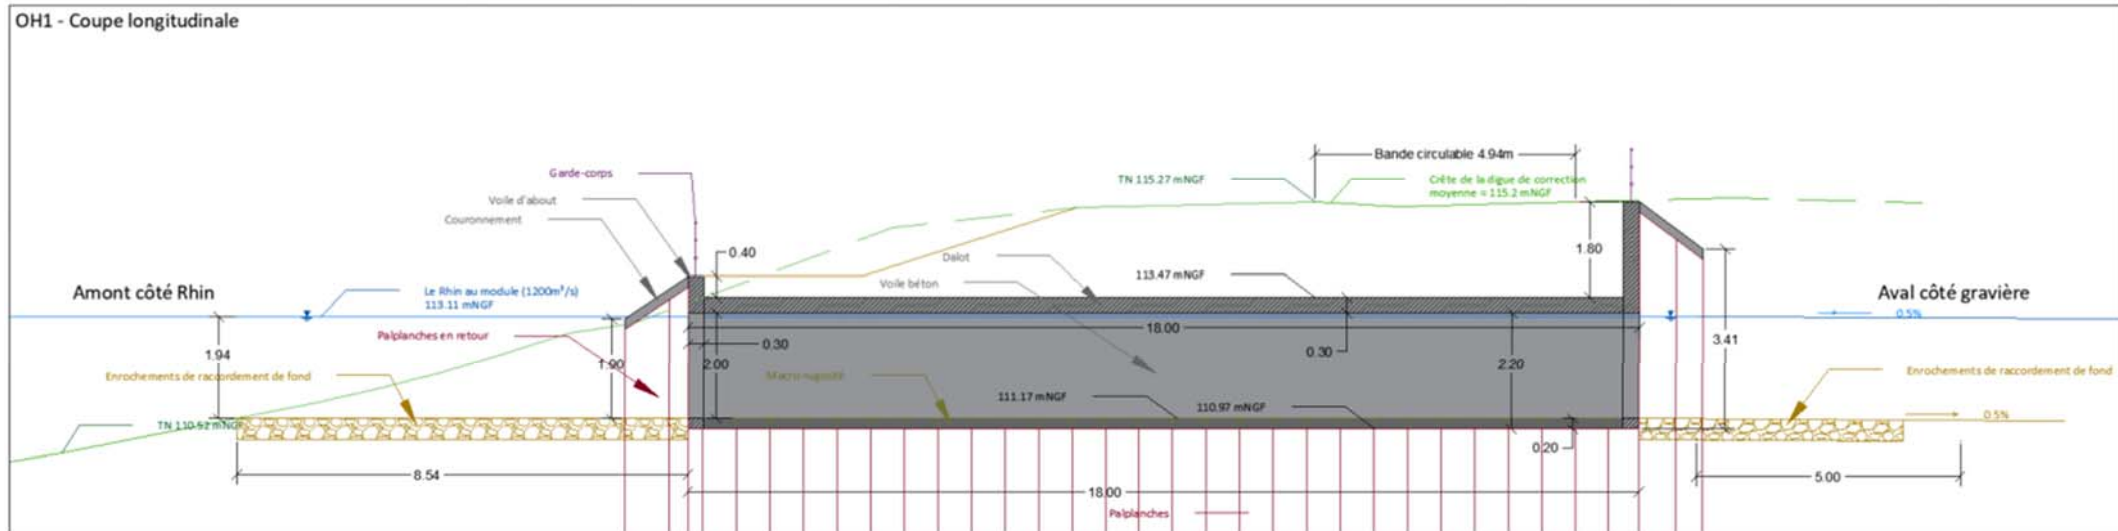 OH1 - Coupe longitudinale
Bande circulable 4.94m
Garde-corps
TN 115.27 mNGF
Crête de la digue de correction
moyenne = 115.2 mNGF
Voile d'about
Couronnement
0.40
1.80
Dalot
113.47 mNGF
Voile béton
Amont côté Rhin
Le Rhin au module (1200m³/s)
113.11 mNGF
Aval côté gravière
0.5%
18.00
Palplanches en retour
0.30
0.30
3.41
1.94
1.90
2.00
2.20
Enrochements de raccordement de fond
Macro-rugosité
Enrochements de raccordement de fond
111.17 mNGF
110.97 mNGF
0.5%
TN 110.52 mNGF
0.20
8.54
5.00
18.00
Palplanches